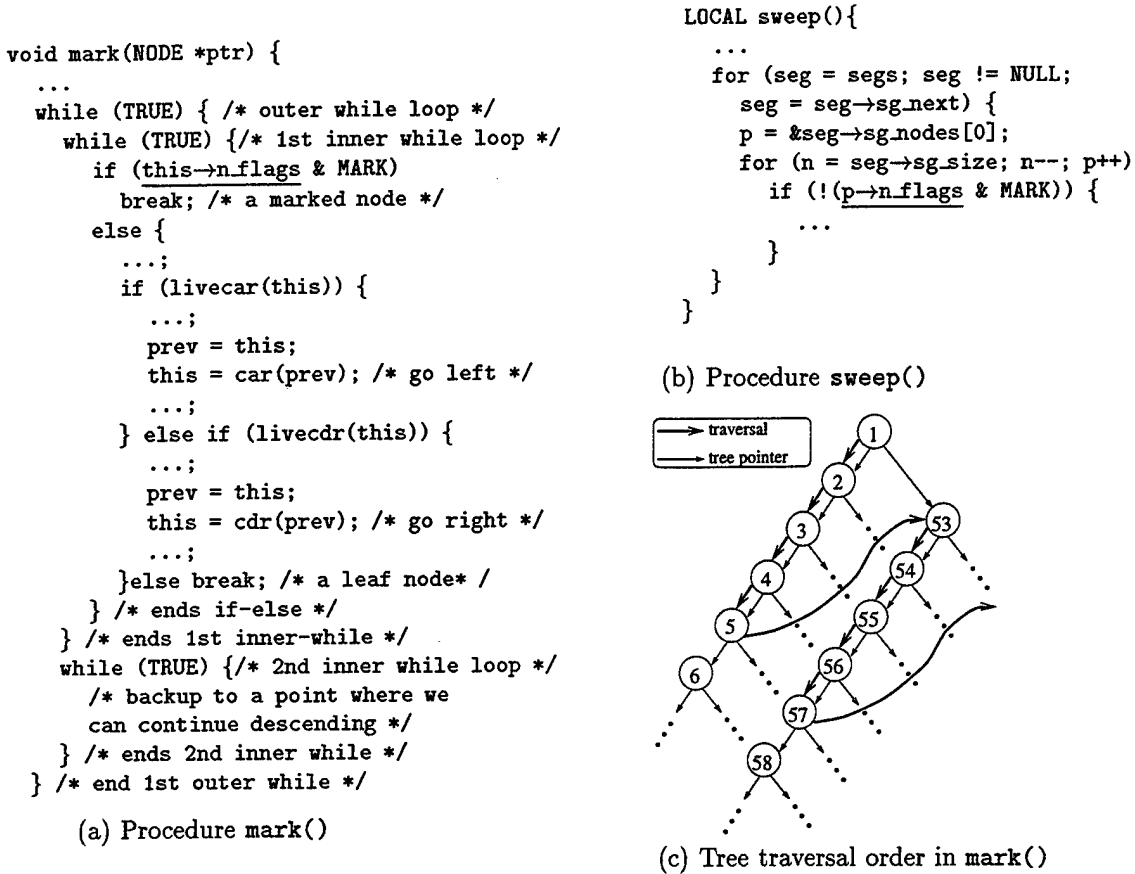 void mark(NODE *ptr) {
...
while (TRUE) { /* outer while loop */
while (TRUE) {/* 1st inner while loop */
if (this→n_flags & MARK)
break; /* a marked node */
else {
...;
if (livecar(this)) {
...;
prev = this;
this = car(prev); /* go left */
...;
} else if (livecdr(this)) {
...;
prev = this;
this = cdr(prev); /* go right */
...;
}else break; /* a leaf node* /
} /* ends if-else */
} /* ends 1st inner-while */
while (TRUE) {/* 2nd inner while loop */
/* backup to a point where we
can continue descending */
} /* ends 2nd inner while */
} /* end 1st outer while */
(a) Procedure mark()
LOCAL sweep(){
...
for (seg = segs; seg != NULL;
seg = seg→sg_next) {
p = &seg→sg_nodes[0];
for (n = seg→sg_size; n--; p++)
if (!(p→n_flags & MARK)) {
...
}
}
}
(b) Procedure sweep()
traversal
tree pointer
1
2
3
4
5
6
53
54
55
56
57
58
(c) Tree traversal order in mark()